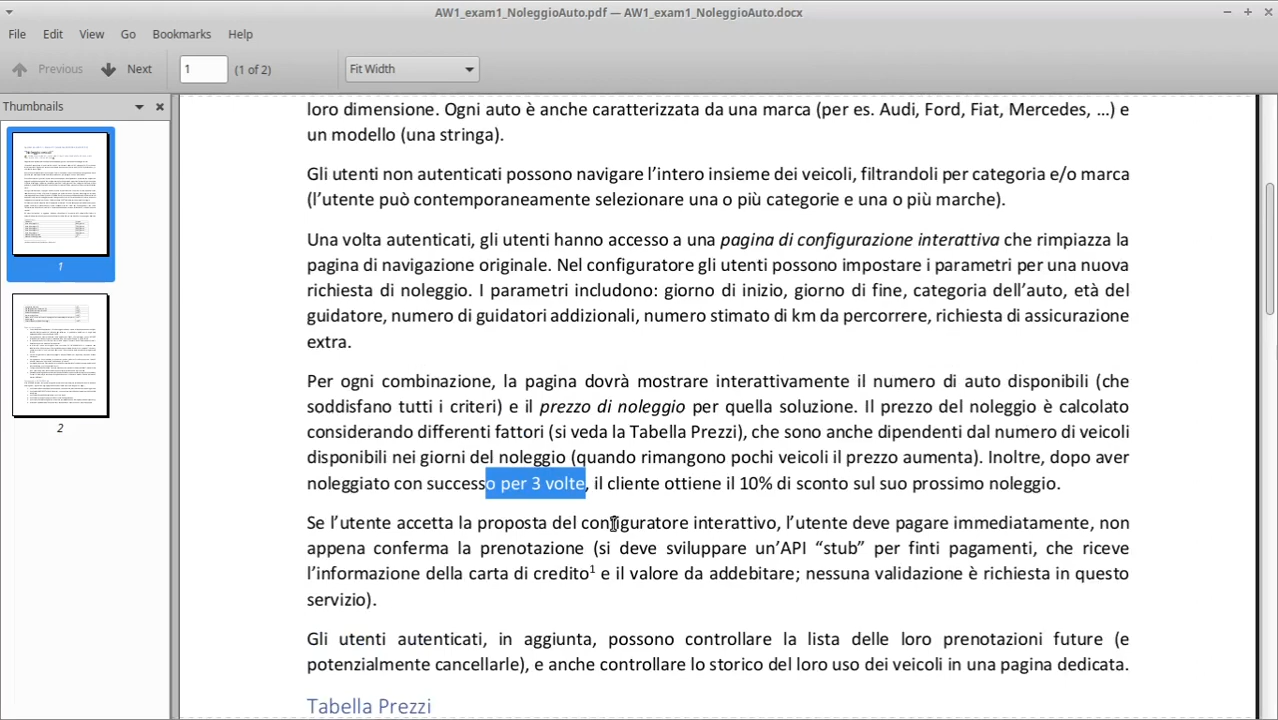 AW1_exam1_NoleggioAuto.pdf — AW1_exam1_NoleggioAuto.docx
File Edit View Go Bookmarks Help
Previous Next 1 (1 of 2) Fit Width
Thumbnails
1
2
loro dimensione. Ogni auto è anche caratterizzata da una marca (per es. Audi, Ford, Fiat, Mercedes, …) e
un modello (una stringa).
Gli utenti non autenticati possono navigare l’intero insieme dei veicoli, filtrandoli per categoria e/o marca
(l’utente può contemporaneamente selezionare una o più categorie e una o più marche).
Una volta autenticati, gli utenti hanno accesso a una pagina di configurazione interattiva che rimpiazza la
pagina di navigazione originale. Nel configuratore gli utenti possono impostare i parametri per una nuova
richiesta di noleggio. I parametri includono: giorno di inizio, giorno di fine, categoria dell’auto, età del
guidatore, numero di guidatori addizionali, numero stimato di km da percorrere, richiesta di assicurazione
extra.
Per ogni combinazione, la pagina dovrà mostrare interattivamente il numero di auto disponibili (che
soddisfano tutti i criteri) e il prezzo di noleggio per quella soluzione. Il prezzo del noleggio è calcolato
considerando differenti fattori (si veda la Tabella Prezzi), che sono anche dipendenti dal numero di veicoli
disponibili nei giorni del noleggio (quando rimangono pochi veicoli il prezzo aumenta). Inoltre, dopo aver
noleggiato con successo per 3 volte, il cliente ottiene il 10% di sconto sul suo prossimo noleggio.
Se l’utente accetta la proposta del configuratore interattivo, l’utente deve pagare immediatamente, non
appena conferma la prenotazione (si deve sviluppare un’API “stub” per finti pagamenti, che riceve
l’informazione della carta di credito¹ e il valore da addebitare; nessuna validazione è richiesta in questo
servizio).
Gli utenti autenticati, in aggiunta, possono controllare la lista delle loro prenotazioni future (e
potenzialmente cancellarle), e anche controllare lo storico del loro uso dei veicoli in una pagina dedicata.
Tabella Prezzi